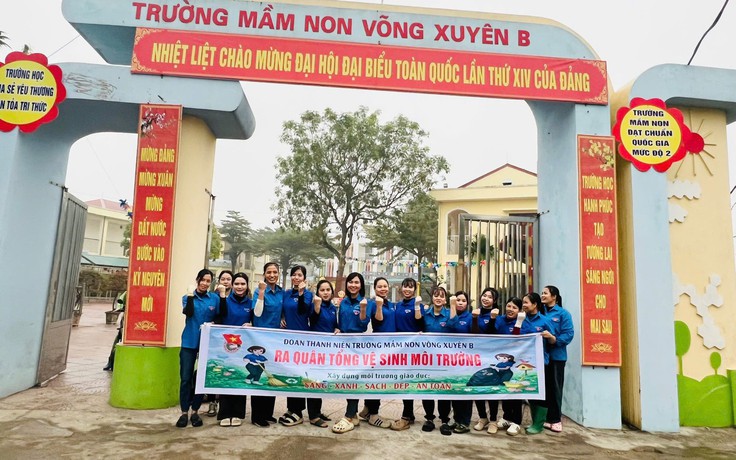 TRƯỜNG MẦM NON VÕNG XUYÊN B
NHIỆT LIỆT CHÀO MỪNG ĐẠI HỘI ĐẠI BIỂU TOÀN QUỐC LẦN THỨ XIV CỦA ĐẢNG
TRƯỜNG HỌC
SẺ YÊU THƯƠNG
TỎA TRI THỨC
MỪNG ĐẢNG
MỪNG XUÂN
MỪNG
ĐẤT NƯỚC
BƯỚC VÀO
KỶ NGUYÊN
MỚI
TRƯỜNG
MẦM NON
ĐẠT CHUẨN
QUỐC GIA
MỨC ĐỘ 2
TRƯỜNG HỌC
HẠNH PHÚC
TẠO
TƯƠNG LAI
SÁNG NGỜI
CHO
MAI SAU
ĐOÀN THANH NIÊN TRƯỜNG MẦM NON VÕNG XUYÊN B
RA QUÂN TỔNG VỆ SINH MÔI TRƯỜNG
Xây dựng môi trường giáo dục:
SÁNG - XANH - SẠCH - ĐẸP - AN TOÀN